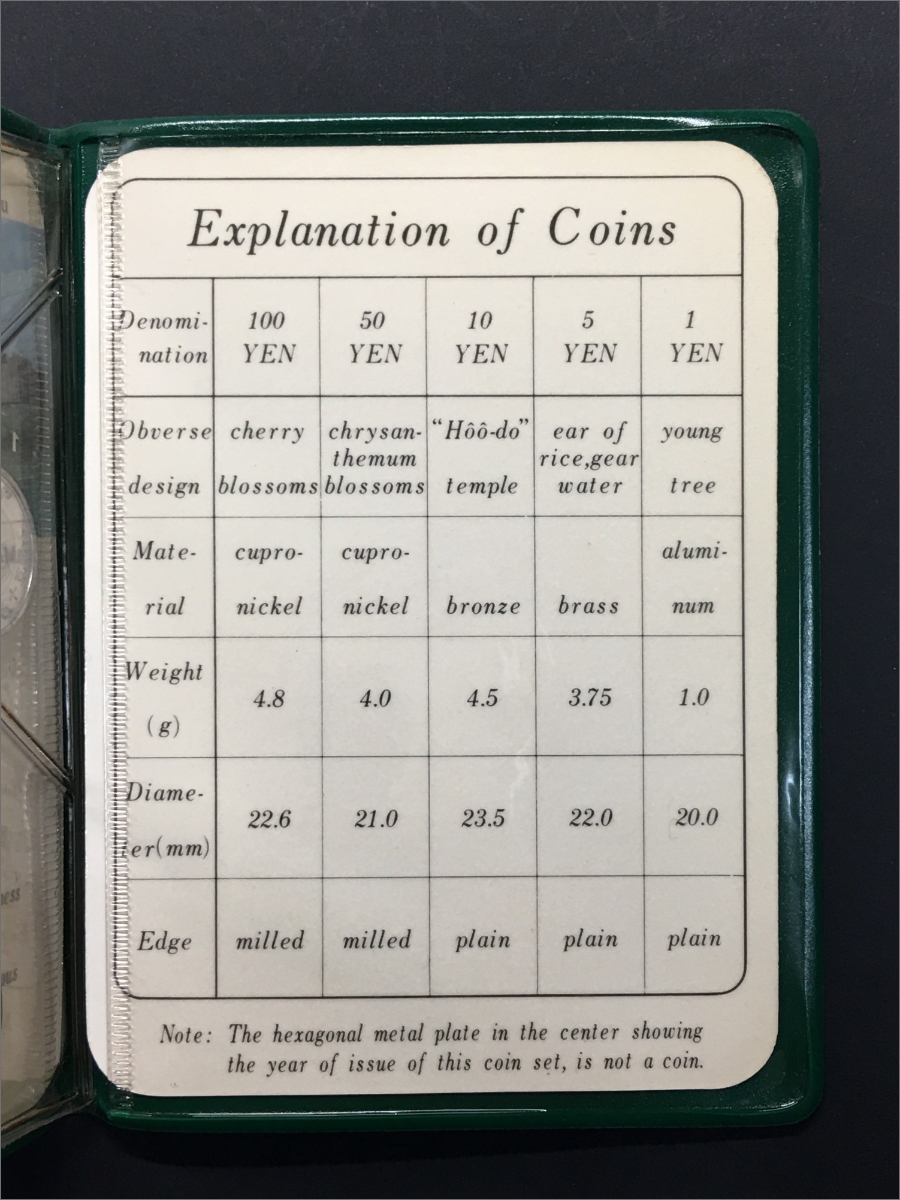 Explanation of Coins
Denomi- 100 50 10 5 1
nation YEN YEN YEN YEN YEN
Obverse cherry chrysan- “Hôô-do” ear of young
themum rice,gear
design blossoms blossoms temple water tree
Mate- cupro- cupro- alumi-
rial nickel nickel bronze brass num
Weight
4.8 4.0 4.5 3.75 1.0
(g)
Diame-
22.6 21.0 23.5 22.0 20.0
er(mm)
Edge milled milled plain plain plain
Note: The hexagonal metal plate in the center showing
the year of issue of this coin set, is not a coin.